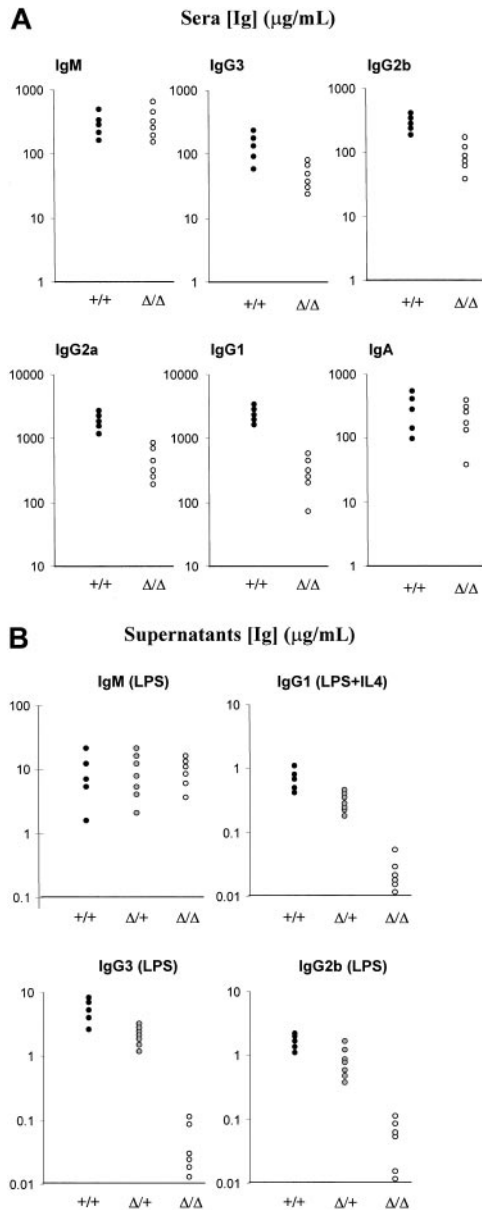 A Sera [Ig] (μg/mL)
IgM IgG3 IgG2b
1000 1000 1000
100 100 100
10 10 10
1 1 1
+/+ Δ/Δ +/+ Δ/Δ +/+ Δ/Δ
IgG2a IgG1 IgA
10000 10000 1000
1000 1000 100
100 100 10
10 10 1
+/+ Δ/Δ +/+ Δ/Δ +/+ Δ/Δ
B Supernatants [Ig] (μg/mL)
IgM (LPS) IgG1 (LPS+IL4)
100 10
10 1
1 0.1
0.1 0.01
+/+ Δ/+ Δ/Δ +/+ Δ/+ Δ/Δ
IgG3 (LPS) IgG2b (LPS)
10 10
1 1
0.1 0.1
0.01 0.01
+/+ Δ/+ Δ/Δ +/+ Δ/+ Δ/Δ